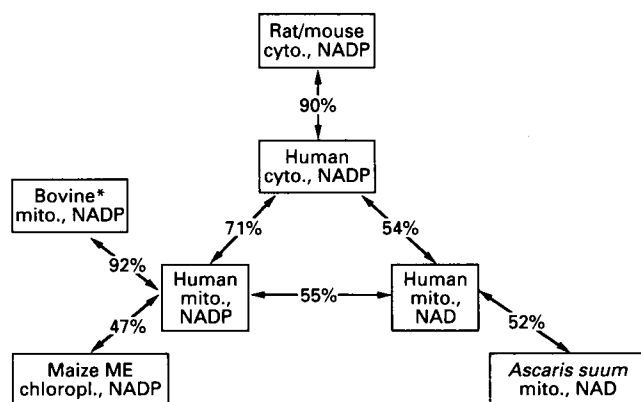 Rat/mouse
cyto., NADP
90%
Human
cyto., NADP
Bovine*
mito., NADP
71%
54%
92%
Human
mito.,
NADP
55%
Human
mito.,
NAD
47%
52%
Maize ME
chloropl., NADP
Ascaris suum
mito., NAD